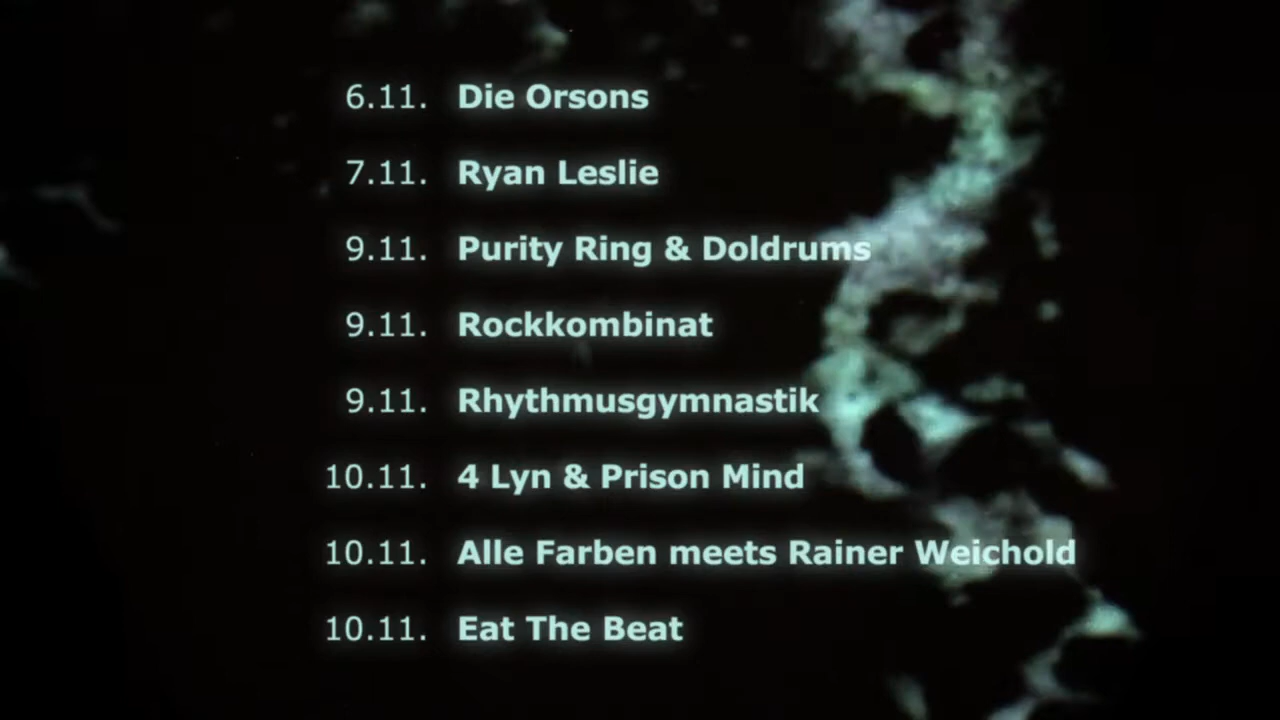 6.11. Die Orsons
7.11. Ryan Leslie
9.11. Purity Ring & Doldrums
9.11. Rockkombinat
9.11. Rhythmusgymnastik
10.11. 4 Lyn & Prison Mind
10.11. Alle Farben meets Rainer Weichold
10.11. Eat The Beat